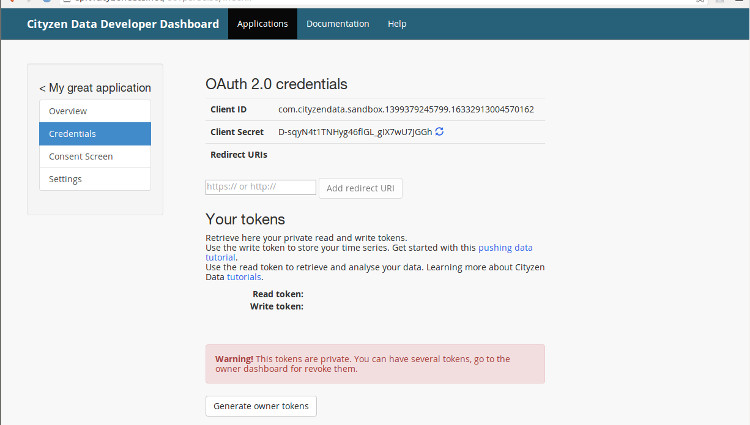 Cityzen Data Developer Dashboard Applications Documentation Help
< My great application
Overview
Credentials
Consent Screen
Settings
OAuth 2.0 credentials
Client ID com.cityzendata.sandbox.1399379245799.16332913004570162
Client Secret D-sqyN4t1TNHyg46flGL_giX7wU7JGGh
Redirect URIs
https:// or http:// Add redirect URI
Your tokens
Retrieve here your private read and write tokens.
Use the write token to store your time series. Get started with this pushing data
tutorial.
Use the read token to retrieve and analyse your data. Learning more about Cityzen
Data tutorials.
Read token:
Write token:
Warning! This tokens are private. You can have several tokens, go to the
owner dashboard for revoke them.
Generate owner tokens